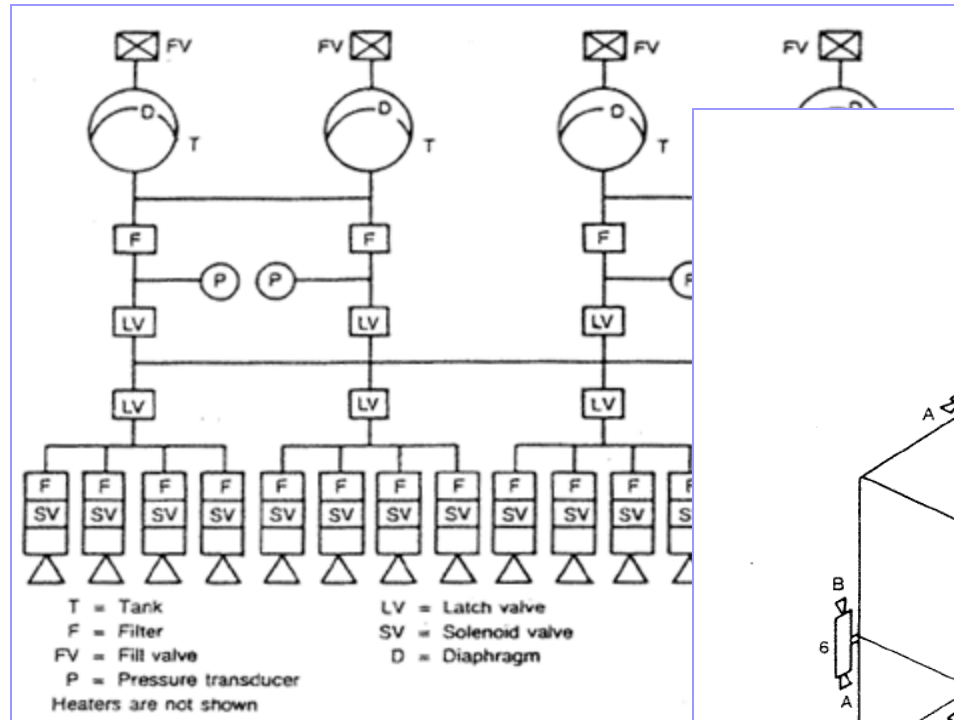 FV FV FV FV
D D D D
T T T
F F F
P P P
LV LV LV
LV LV LV
F F F F F F F F F F F F
SV SV SV SV SV SV SV SV SV SV SV S
T = Tank LV = Latch valve
F = Filter SV = Solenoid valve
FV = Fill valve D = Diaphragm
P = Pressure transducer
Heaters are not shown
A
B
6
A